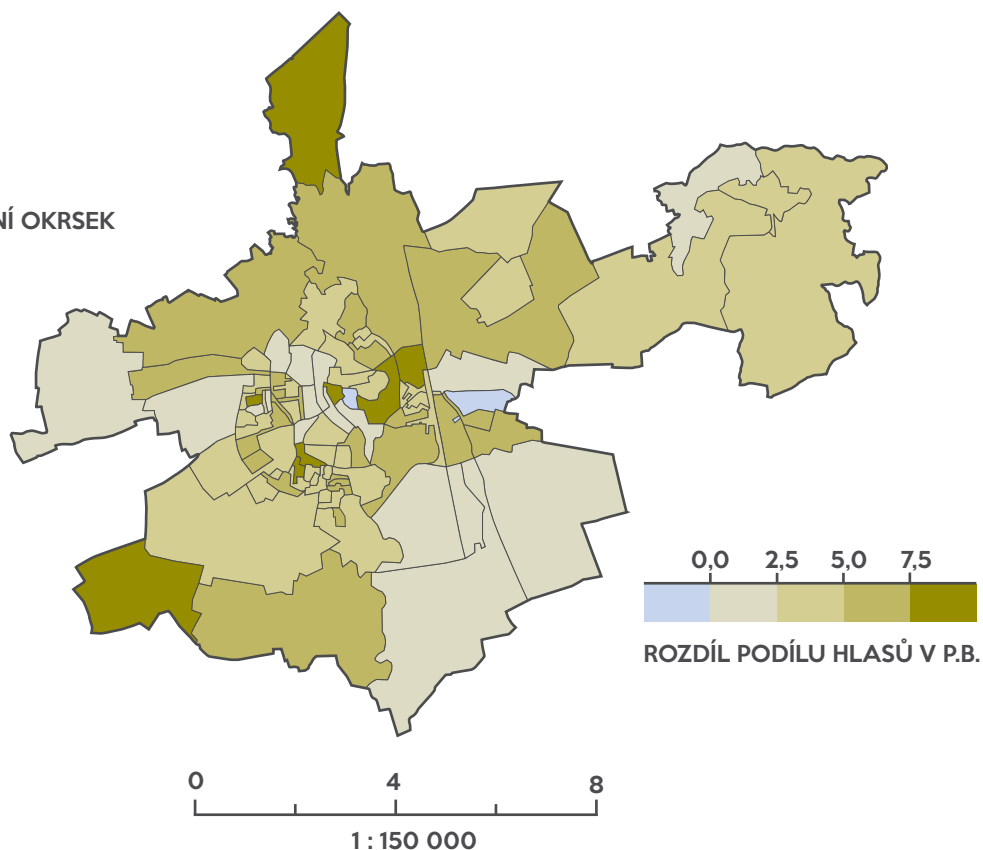 NÍ OKRSEK
0,0 2,5 5,0 7,5
ROZDÍL PODÍLU HLASŮ V P.B.
0 4 8
1 : 150 000